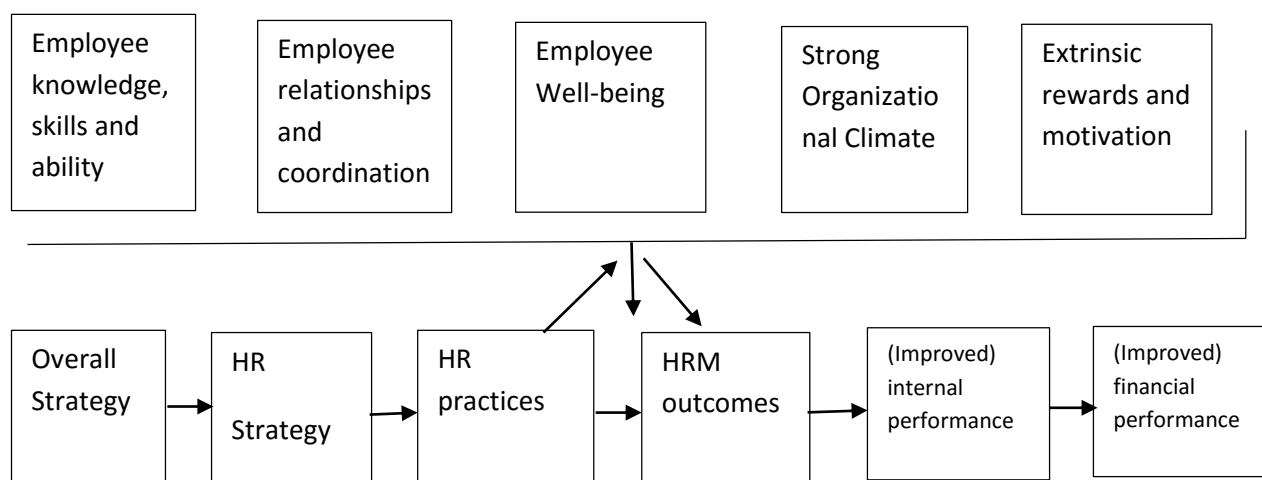 Employee
knowledge,
skills and
ability
Employee
relationships
and
coordination
Employee
Well-being
Strong
Organizatio
nal Climate
Extrinsic
rewards and
motivation
Overall
Strategy
HR
Strategy
HR
practices
HRM
outcomes
(Improved)
internal
performance
(Improved)
financial
performance